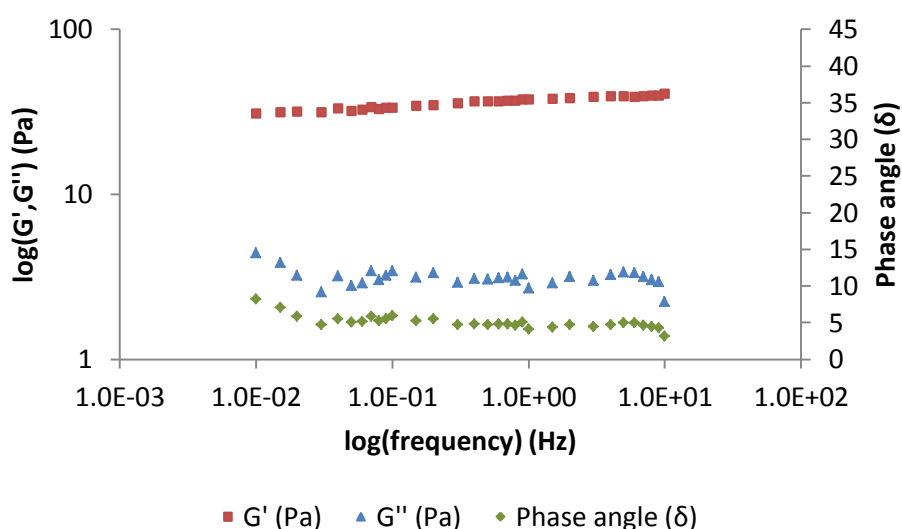 100
10
1
log(G',G'') (Pa)
45
40
35
30
25
20
15
10
5
0
Phase angle (δ)
1.0E-03 1.0E-02 1.0E-01 1.0E+00 1.0E+01 1.0E+02
log(frequency) (Hz)
G' (Pa) G'' (Pa) Phase angle (δ)